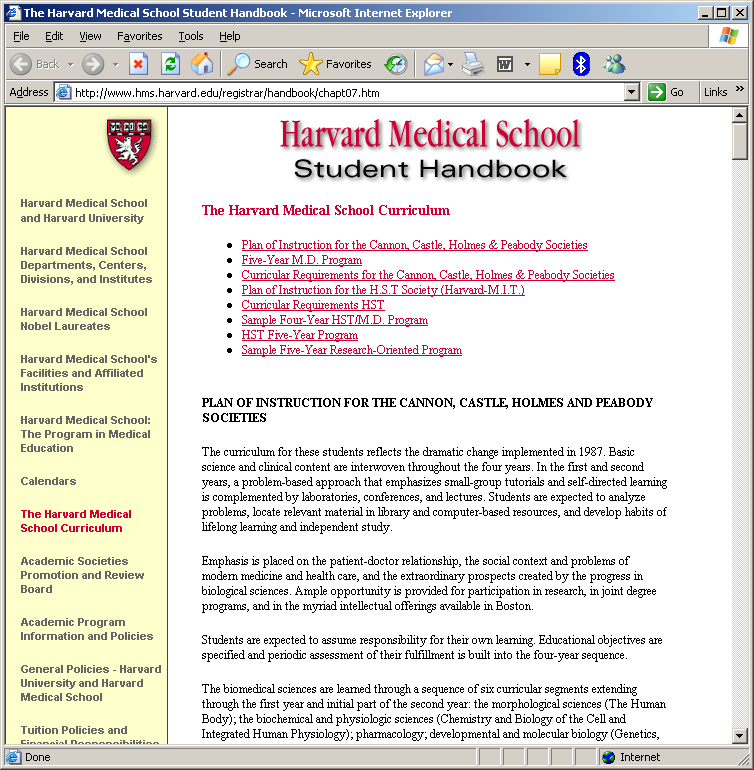 The Harvard Medical School Student Handbook - Microsoft Internet Explorer
File Edit View Favorites Tools Help
Back Search Favorites
Address http://www.hms.harvard.edu/registrar/handbook/chapt07.htm Go Links »
Harvard Medical School
Student Handbook
Harvard Medical School
and Harvard University
Harvard Medical School
Departments, Centers,
Divisions, and Institutes
Harvard Medical School
Nobel Laureates
Harvard Medical School's
Facilities and Affiliated
Institutions
Harvard Medical School:
The Program in Medical
Education
Calendars
The Harvard Medical
School Curriculum
Academic Societies
Promotion and Review
Board
Academic Program
Information and Policies
General Policies - Harvard
University and Harvard
Medical School
Tuition Policies and
Financial Responsibilities
The Harvard Medical School Curriculum
• Plan of Instruction for the Cannon, Castle, Holmes & Peabody Societies
• Five-Year M.D. Program
• Curricular Requirements for the Cannon, Castle, Holmes & Peabody Societies
• Plan of Instruction for the H.S.T Society (Harvard-M.I.T.)
• Curricular Requirements HST
• Sample Four-Year HST/M.D. Program
• HST Five-Year Program
• Sample Five-Year Research-Oriented Program
PLAN OF INSTRUCTION FOR THE CANNON, CASTLE, HOLMES AND PEABODY
SOCIETIES
The curriculum for these students reflects the dramatic change implemented in 1987. Basic
science and clinical content are interwoven throughout the four years. In the first and second
years, a problem-based approach that emphasizes small-group tutorials and self-directed learning
is complemented by laboratories, conferences, and lectures. Students are expected to analyze
problems, locate relevant material in library and computer-based resources, and develop habits of
lifelong learning and independent study.
Emphasis is placed on the patient-doctor relationship, the social context and problems of
modern medicine and health care, and the extraordinary prospects created by the progress in
biological sciences. Ample opportunity is provided for participation in research, in joint degree
programs, and in the myriad intellectual offerings available in Boston.
Students are expected to assume responsibility for their own learning. Educational objectives are
specified and periodic assessment of their fulfillment is built into the four-year sequence.
The biomedical sciences are learned through a sequence of six curricular segments extending
through the first year and initial part of the second year: the morphological sciences (The Human
Body); the biochemical and physiologic sciences (Chemistry and Biology of the Cell and
Integrated Human Physiology); pharmacology; developmental and molecular biology (Genetics,
Done Internet